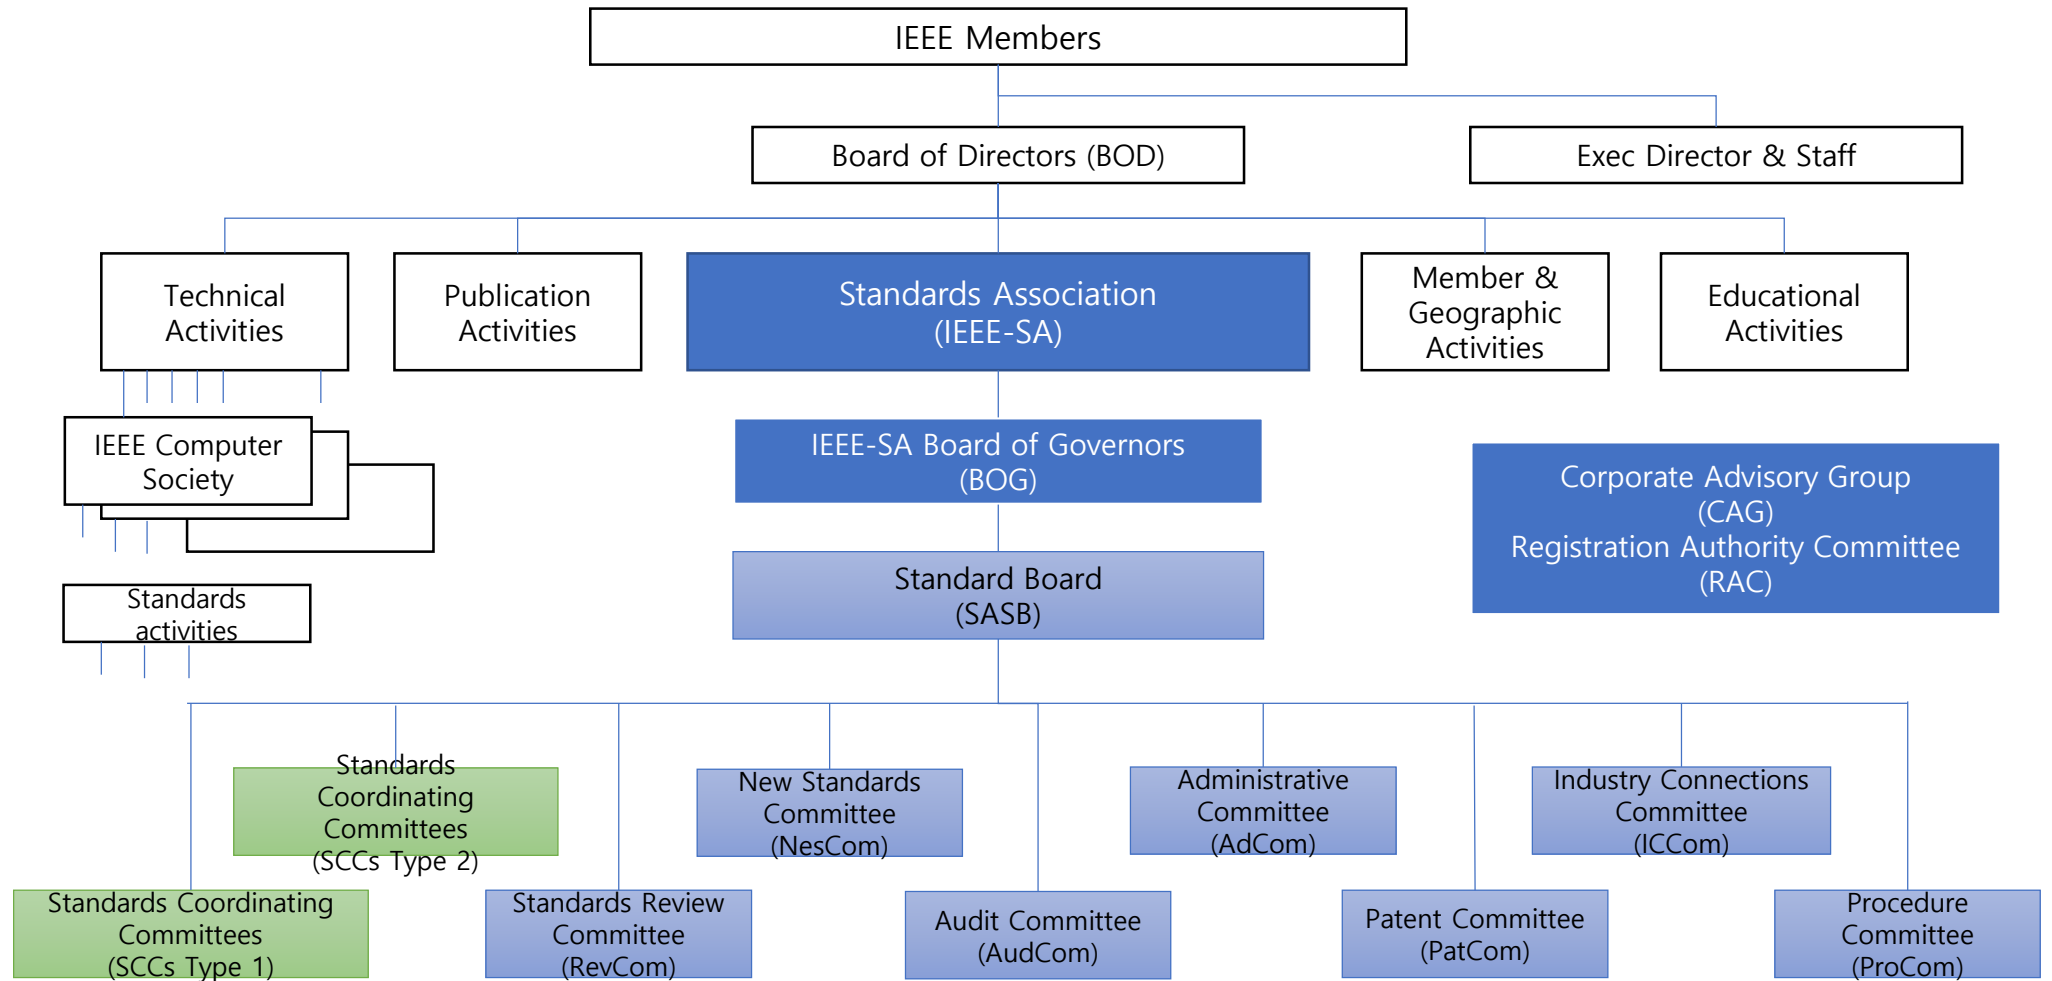 IEEE Members
Board of Directors (BOD)
Exec Director & Staff
Technical
Activities
Publication
Activities
Standards Association
(IEEE-SA)
Member &
Geographic
Activities
Educational
Activities
IEEE Computer
Society
IEEE-SA Board of Governors
(BOG)
Corporate Advisory Group
(CAG)
Registration Authority Committee
(RAC)
Standards
activities
Standard Board
(SASB)
Standards
Coordinating
Committees
(SCCs Type 2)
New Standards
Committee
(NesCom)
Administrative
Committee
(AdCom)
Industry Connections
Committee
(ICCom)
Standards Coordinating
Committees
(SCCs Type 1)
Standards Review
Committee
(RevCom)
Audit Committee
(AudCom)
Patent Committee
(PatCom)
Procedure
Committee
(ProCom)